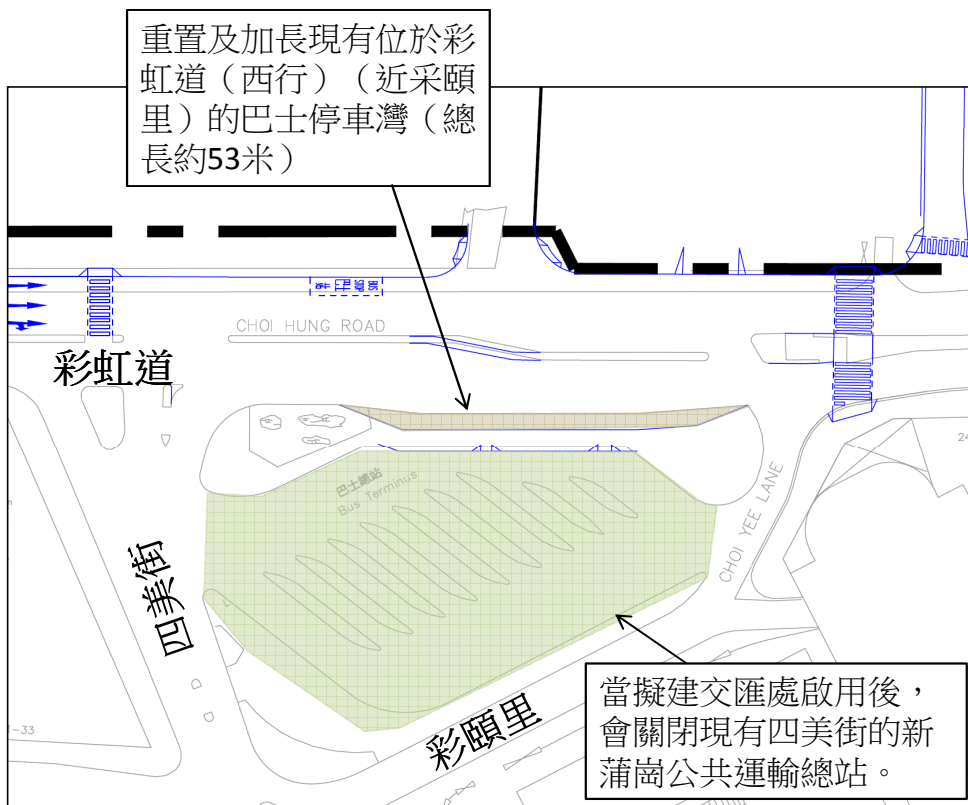 重置及加長現有位於彩
虹道（西行）（近采頤
里）的巴士停車灣（總
長約53米）
CHOI HUNG ROAD
彩虹道
巴士總站
Bus Terminus
CHOI YEE LANE
四美街
彩頤里
24
-33
當擬建交匯處啟用後，
會關閉現有四美街的新
蒲崗公共運輸總站。